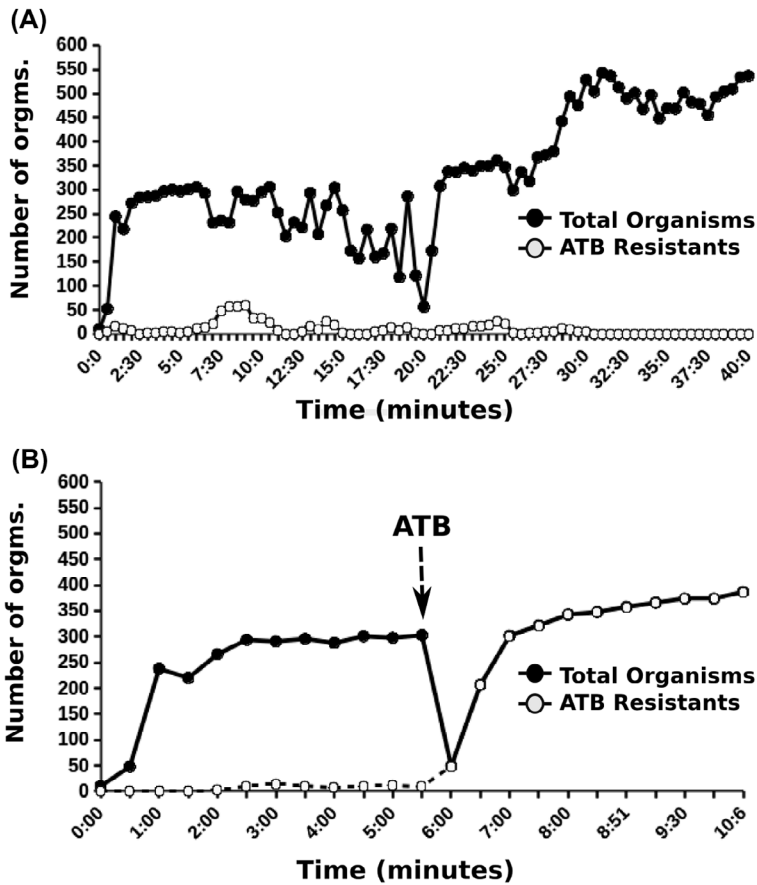 (A)
600
550
500
450
400
350
300
250
200
150
100
50
0
Number of orgms.
Total Organisms
ATB Resistants
0:0 2:30 5:0 7:30 10:0 12:30 15:0 17:30 20:0 22:30 25:0 27:30 30:0 32:30 35:0 37:30 40:0
Time (minutes)
(B)
600
550
500
450
400
350
300
250
200
150
100
50
0
Number of orgms.
ATB
Total Organisms
ATB Resistants
0:00 1:00 2:00 3:00 4:00 5:00 6:00 7:00 8:00 8:51 9:30 10:6
Time (minutes)